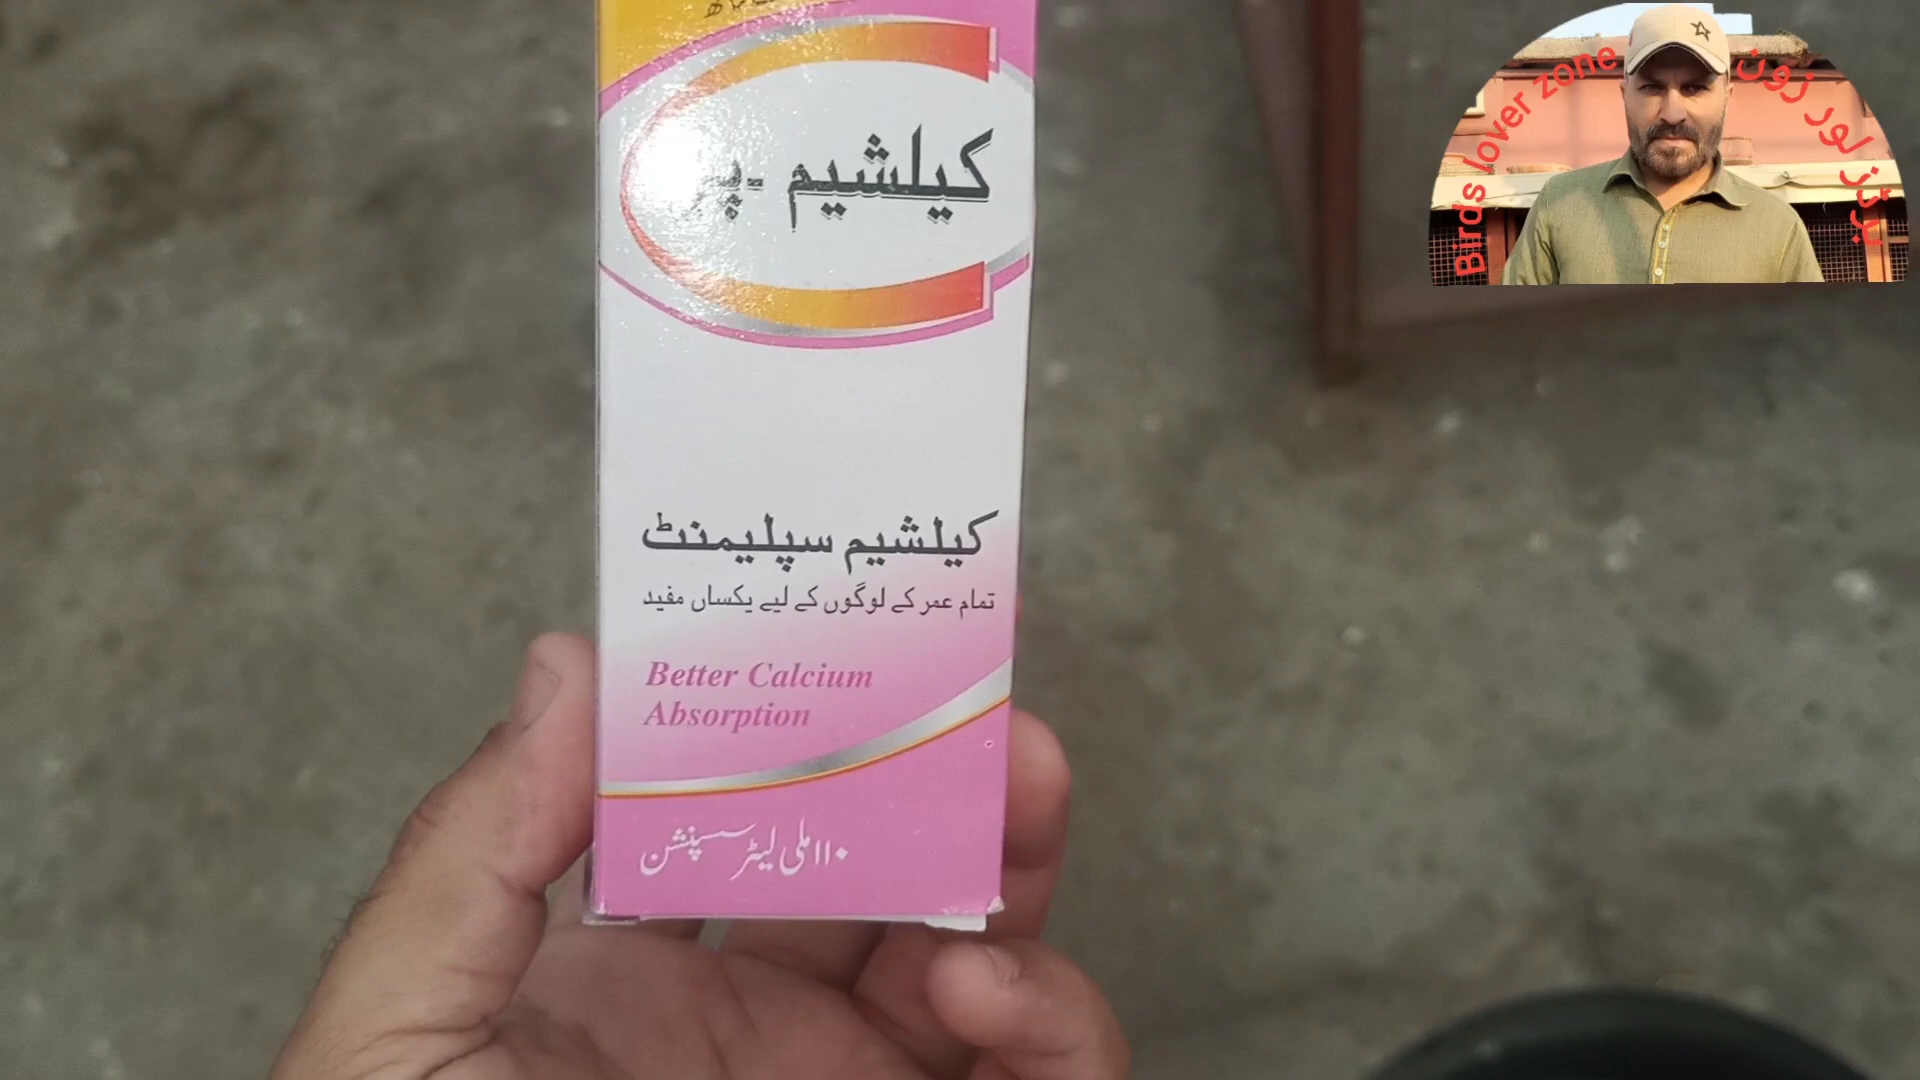 کیلشیم -پی
کیلشیم سپلیمنٹ
تمام عمر کے لوگوں کے لیے یکساں مفید
Better Calcium
Absorption
۱۱۰ ملی لیٹر سسپنشن
Birds lover zone
برڈز لور زون